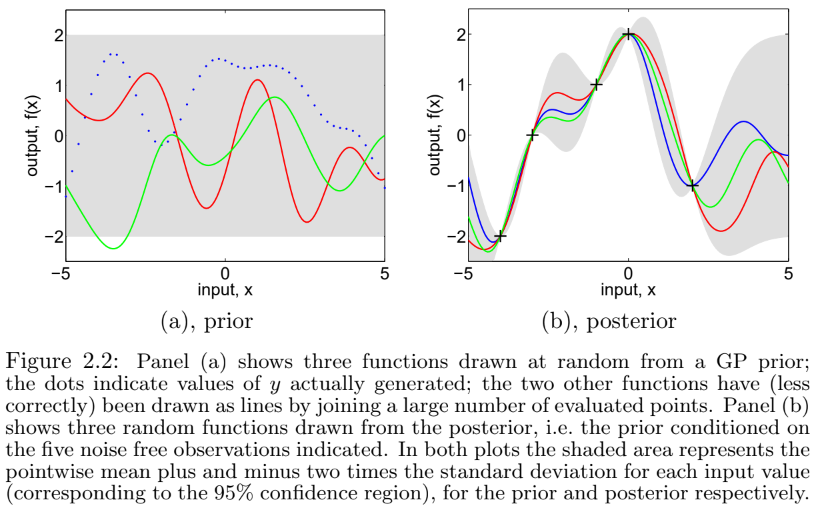 2
1
0
−1
−2
output, f(x)
−5
0
5
input, x
(a), prior
2
1
0
−1
−2
output, f(x)
−5
0
5
input, x
(b), posterior
Figure 2.2: Panel (a) shows three functions drawn at random from a GP prior;
the dots indicate values of y actually generated; the two other functions have (less
correctly) been drawn as lines by joining a large number of evaluated points. Panel (b)
shows three random functions drawn from the posterior, i.e. the prior conditioned on
the five noise free observations indicated. In both plots the shaded area represents the
pointwise mean plus and minus two times the standard deviation for each input value
(corresponding to the 95% confidence region), for the prior and posterior respectively.